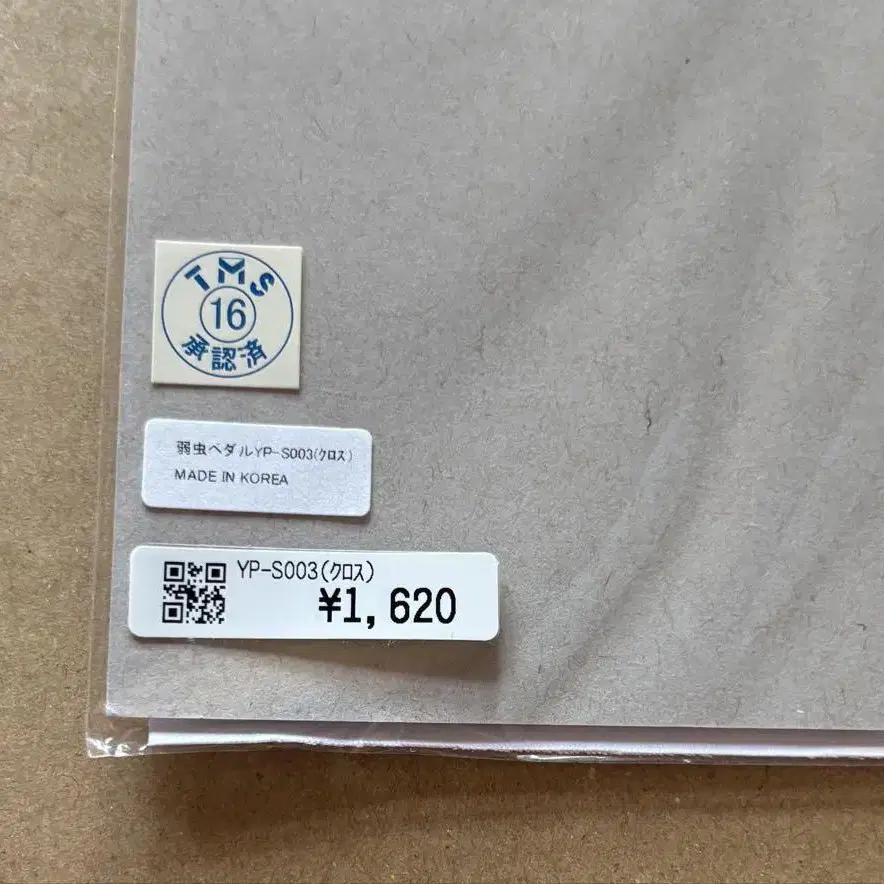 TMS
16
承認済
弱虫ペダルYP-S003(クロス)
MADE IN KOREA
YP-S003(クロス)
¥1,620